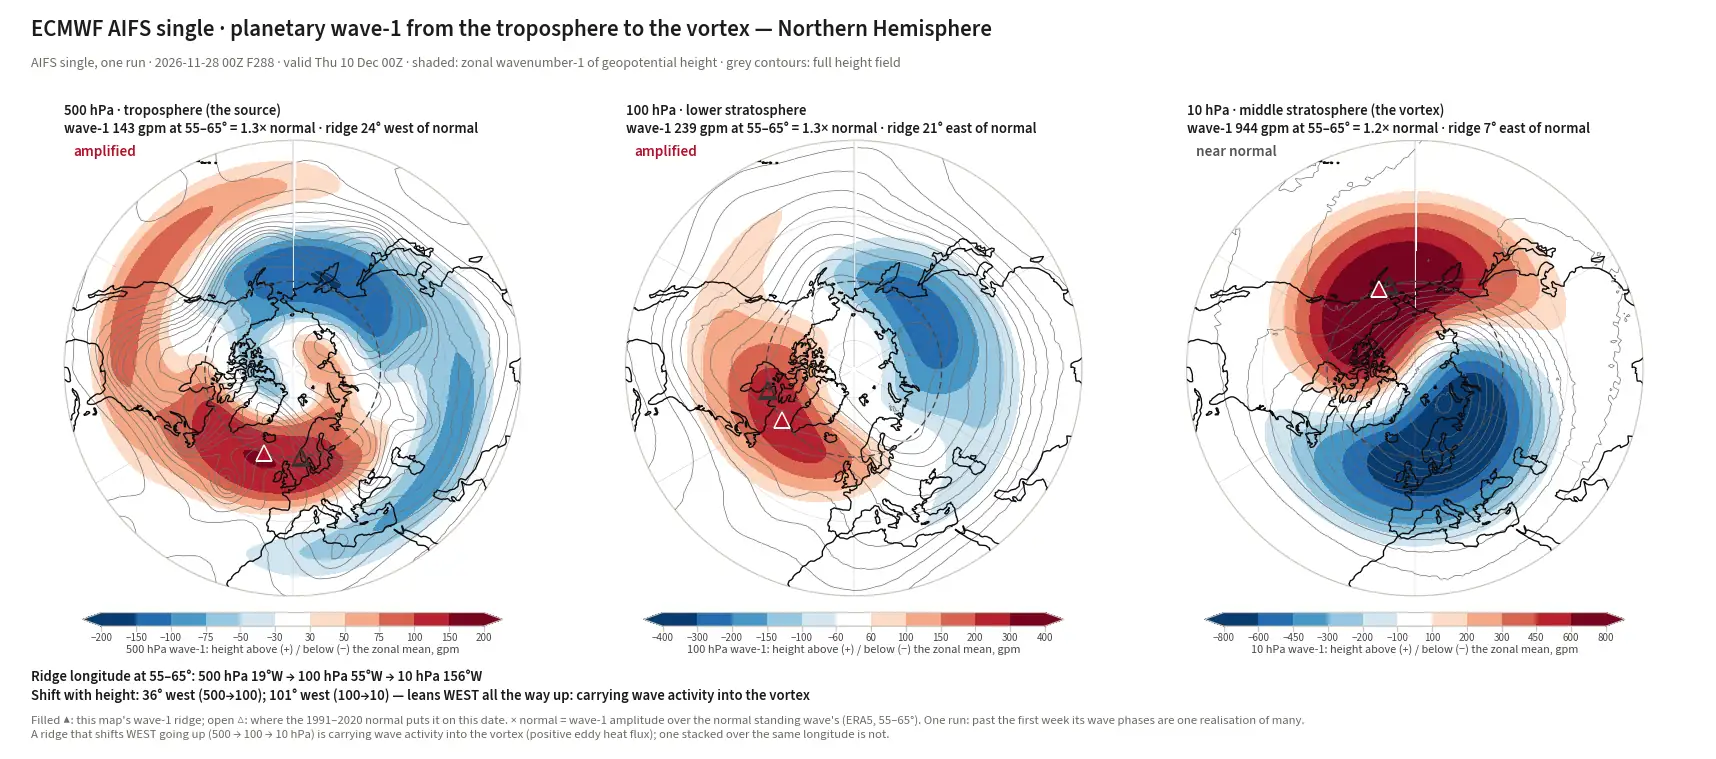 ECMWF AIFS single · planetary wave-1 from the troposphere to the vortex — Northern Hemisphere
AIFS single, one run · 2026-11-28 00Z F288 · valid Thu 10 Dec 00Z · shaded: zonal wavenumber-1 of geopotential height · grey contours: full height field
500 hPa · troposphere (the source)
wave-1 143 gpm at 55–65° = 1.3× normal · ridge 24° west of normal
amplified
100 hPa · lower stratosphere
wave-1 239 gpm at 55–65° = 1.3× normal · ridge 21° east of normal
amplified
10 hPa · middle stratosphere (the vortex)
wave-1 944 gpm at 55–65° = 1.2× normal · ridge 7° east of normal
near normal
−200 −150 −100 −75 −50 −30 30 50 75 100 150 200
500 hPa wave-1: height above (+) / below (−) the zonal mean, gpm
−400 −300 −200 −150 −100 −60 60 100 150 200 300 400
100 hPa wave-1: height above (+) / below (−) the zonal mean, gpm
−800 −600 −450 −300 −200 −100 100 200 300 450 600 800
10 hPa wave-1: height above (+) / below (−) the zonal mean, gpm
Ridge longitude at 55–65°: 500 hPa 19°W → 100 hPa 55°W → 10 hPa 156°W
Shift with height: 36° west (500→100); 101° west (100→10) — leans WEST all the way up: carrying wave activity into the vortex
Filled ▲: this map's wave-1 ridge; open △: where the 1991–2020 normal puts it on this date. × normal = wave-1 amplitude over the normal standing wave's (ERA5, 55–65°). One run: past the first week its wave phases are one realisation of many.
A ridge that shifts WEST going up (500 → 100 → 10 hPa) is carrying wave activity into the vortex (positive eddy heat flux); one stacked over the same longitude is not.